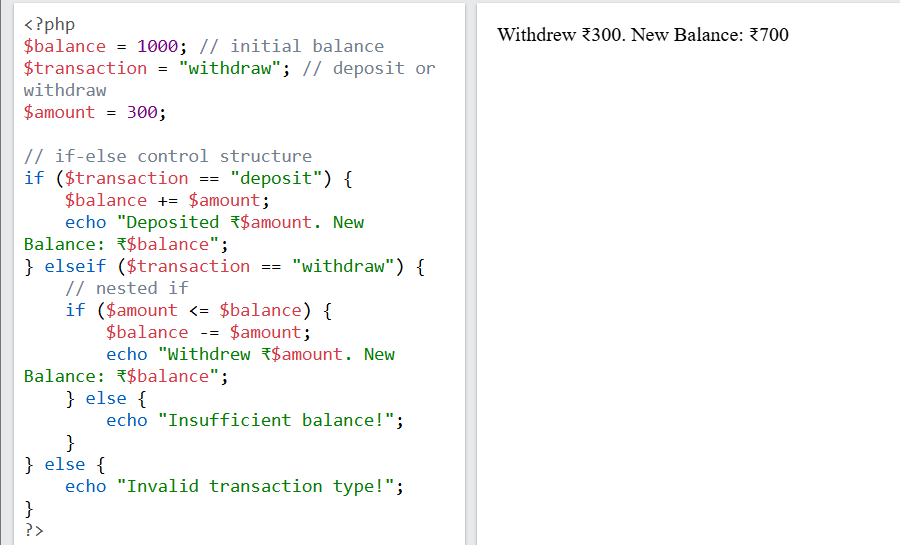 <?php
$balance = 1000; // initial balance
$transaction = "withdraw"; // deposit or
withdraw
$amount = 300;

// if-else control structure
if ($transaction == "deposit") {
    $balance += $amount;
    echo "Deposited ₹$amount. New
Balance: ₹$balance";
} elseif ($transaction == "withdraw") {
    // nested if
    if ($amount <= $balance) {
        $balance -= $amount;
        echo "Withdrew ₹$amount. New
Balance: ₹$balance";
    } else {
        echo "Insufficient balance!";
    }
} else {
    echo "Invalid transaction type!";
}
?>
Withdrew ₹300. New Balance: ₹700